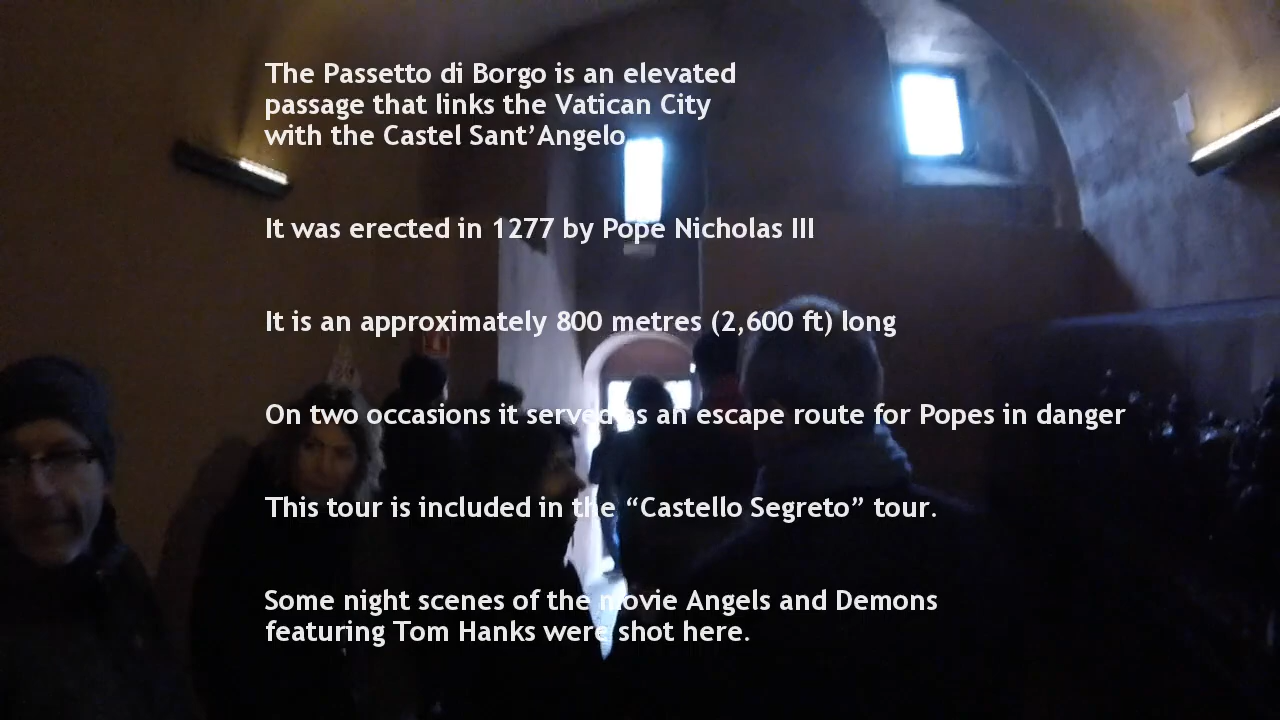 The Passetto di Borgo is an elevated
passage that links the Vatican City
with the Castel Sant’Angelo
It was erected in 1277 by Pope Nicholas III
It is an approximately 800 metres (2,600 ft) long
On two occasions it served as an escape route for Popes in danger
This tour is included in the “Castello Segreto” tour.
Some night scenes of the movie Angels and Demons
featuring Tom Hanks were shot here.